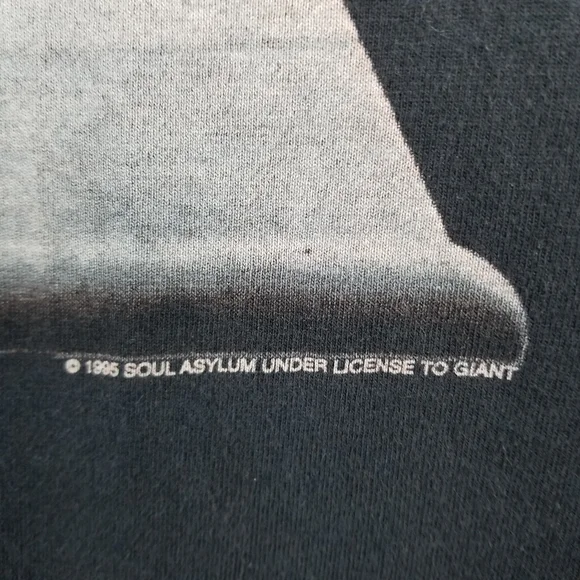 © 1995 SOUL ASYLUM UNDER LICENSE TO GIANT